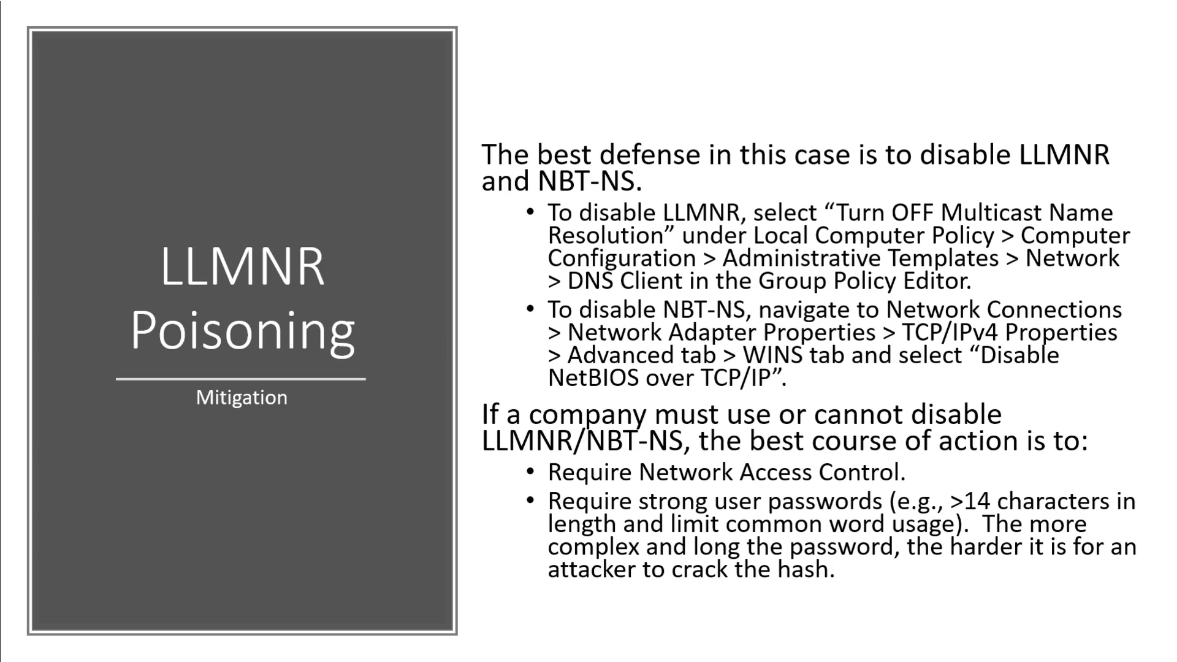 LLMNR
Poisoning
Mitigation
The best defense in this case is to disable LLMNR
and NBT-NS.
• To disable LLMNR, select “Turn OFF Multicast Name
Resolution” under Local Computer Policy > Computer
Configuration > Administrative Templates > Network
> DNS Client in the Group Policy Editor.
• To disable NBT-NS, navigate to Network Connections
> Network Adapter Properties > TCP/IPv4 Properties
> Advanced tab > WINS tab and select “Disable
NetBIOS over TCP/IP”.
If a company must use or cannot disable
LLMNR/NBT-NS, the best course of action is to:
• Require Network Access Control.
• Require strong user passwords (e.g., >14 characters in
length and limit common word usage).  The more
complex and long the password, the harder it is for an
attacker to crack the hash.